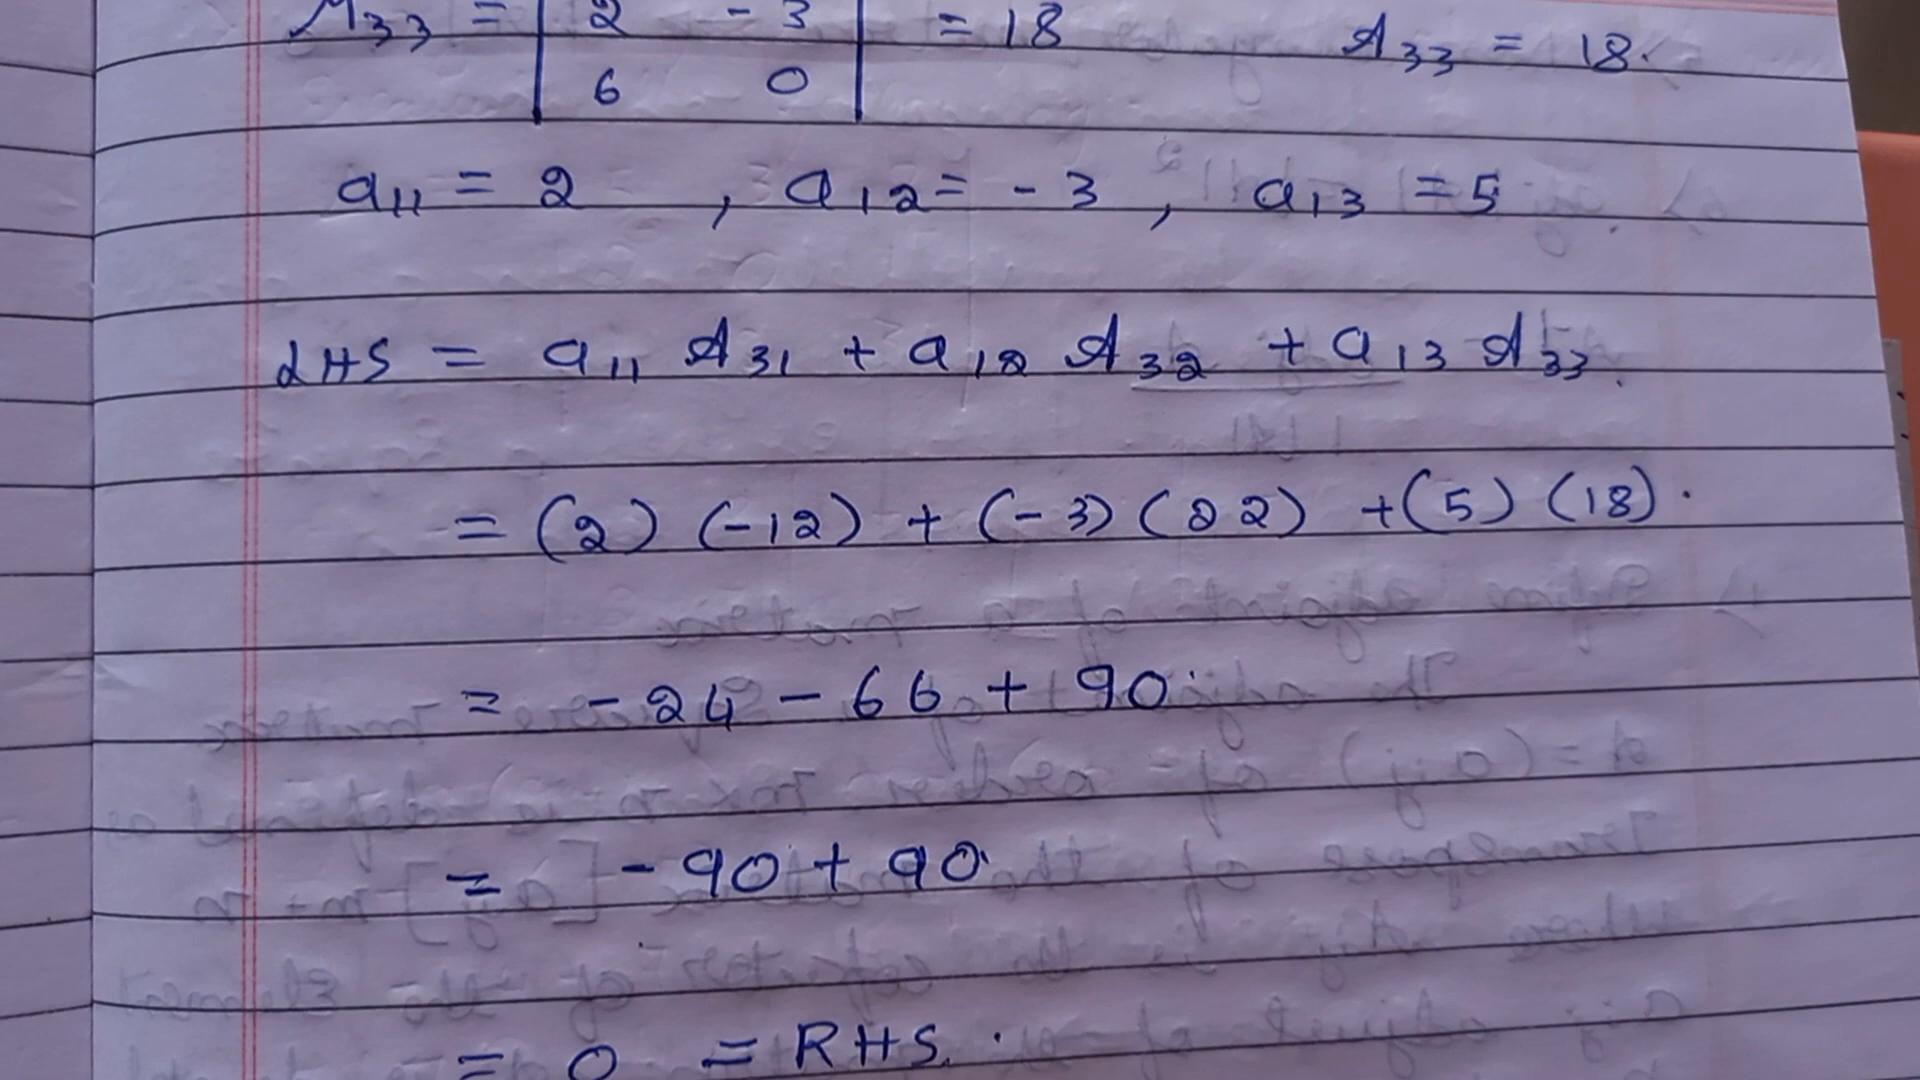 M33 = | 2 -3 | = 18 A33 = 18.
6 0
a11 = 2 , a12 = -3 , a13 = 5
LHS = a11 A31 + a12 A32 + a13 A33.
= (2) (-12) + (-3) (22) + (5) (18).
= -24 - 66 + 90.
= -90 + 90.
= 0 = RHS.